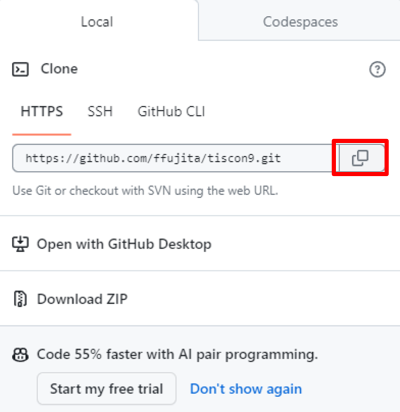 Local
Codespaces
Clone
HTTPS
SSH
GitHub CLI
https://github.com/ffujita/tiscon9.git
Use Git or checkout with SVN using the web URL.
Open with GitHub Desktop
Download ZIP
Code 55% faster with AI pair programming.
Start my free trial
Don't show again